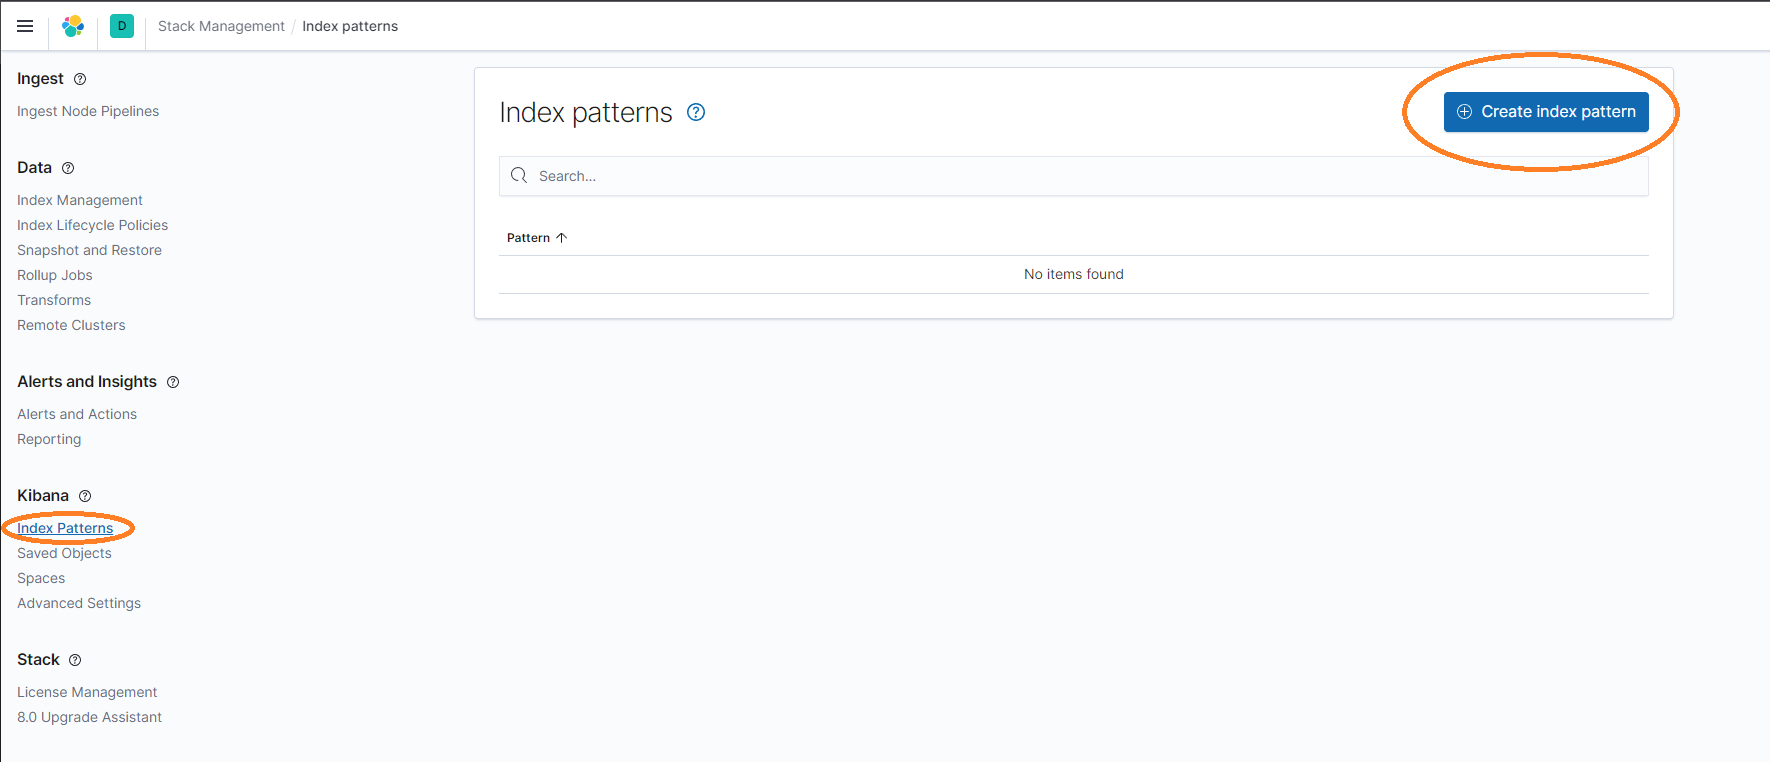 D Stack Management / Index patterns
Ingest
Ingest Node Pipelines
Data
Index Management
Index Lifecycle Policies
Snapshot and Restore
Rollup Jobs
Transforms
Remote Clusters
Alerts and Insights
Alerts and Actions
Reporting
Kibana
Index Patterns
Saved Objects
Spaces
Advanced Settings
Stack
License Management
8.0 Upgrade Assistant
Index patterns
Create index pattern
Search...
Pattern
No items found